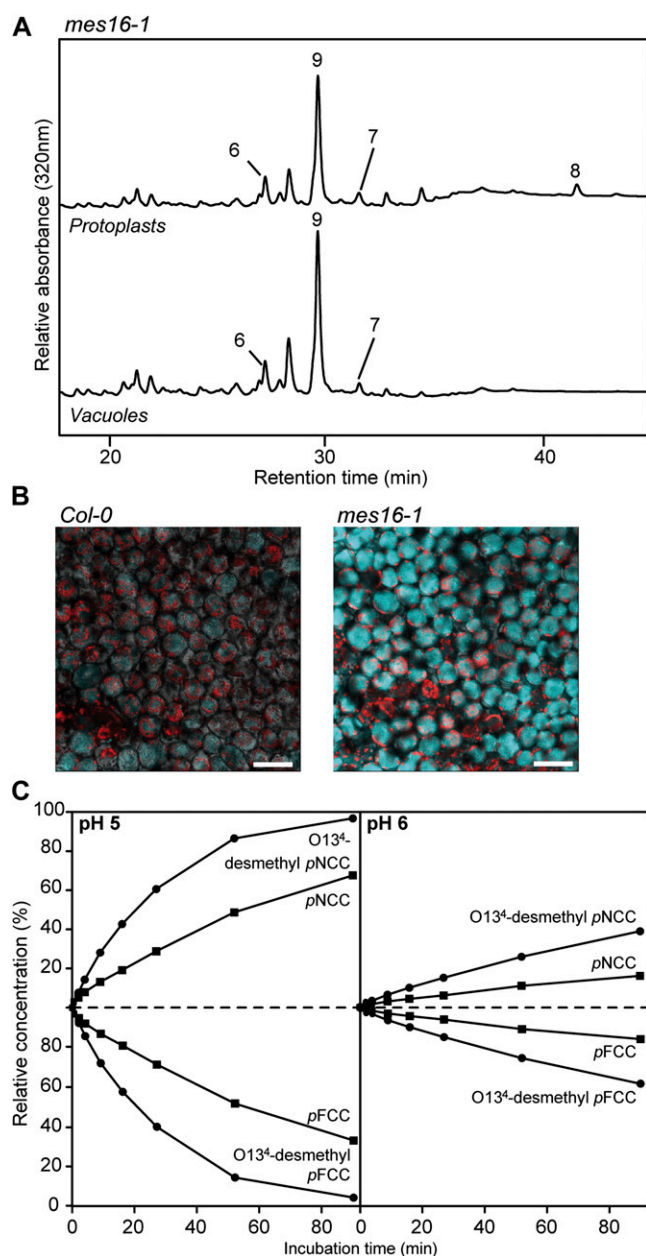 A
mes16-1
Relative absorbance (320nm)
9
6
7
8
Protoplasts
9
6
7
Vacuoles
20
30
40
Retention time (min)
B
Col-0
mes16-1
C
Relative concentration (%)
100
80
60
40
20
80
60
40
20
0
pH 5
O13⁴-
desmethyl pNCC
pNCC
pFCC
O13⁴-desmethyl
pFCC
pH 6
O13⁴-desmethyl pNCC
pNCC
pFCC
O13⁴-desmethyl pFCC
0
20
40
60
80
0
20
40
60
80
Incubation time (min)